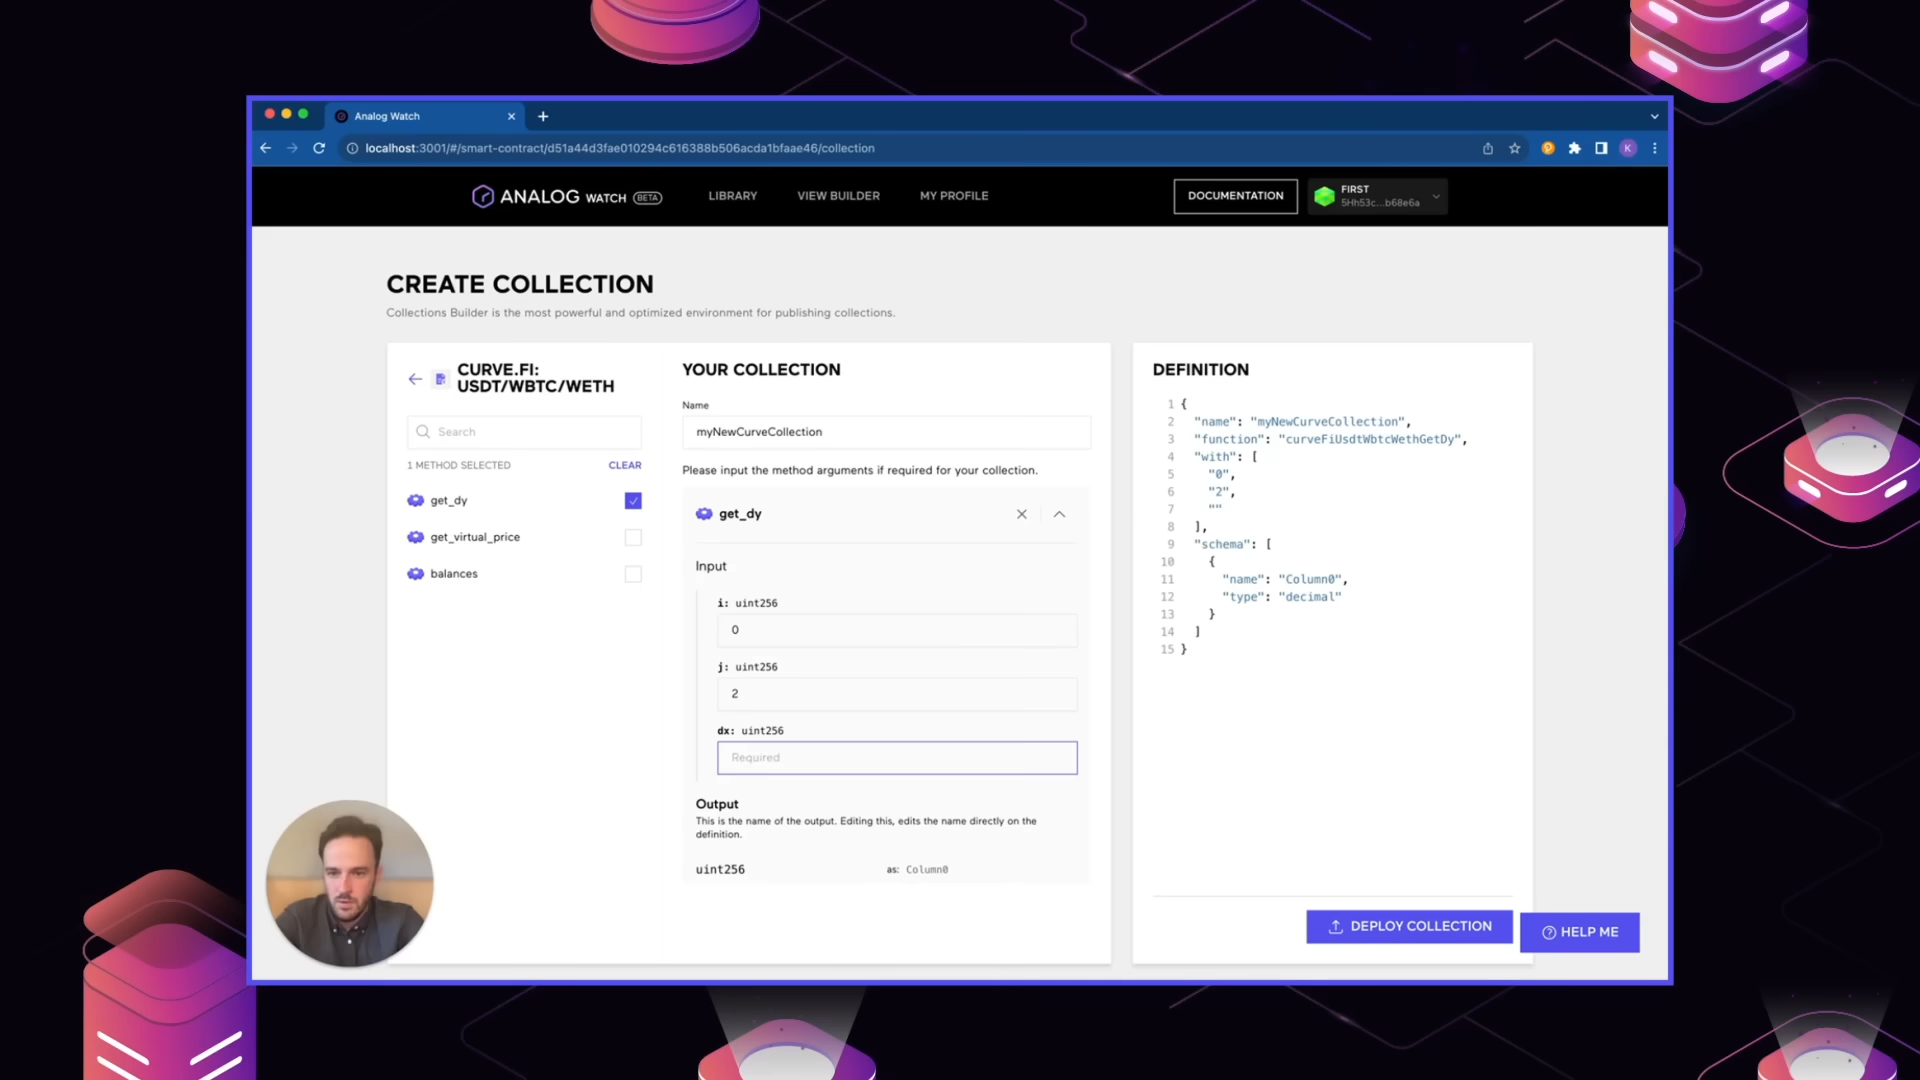 Analog Watch
localhost:3001/#/smart-contract/d51a44d3fae010294c616388b506acda1bfaae46/collection
K
ANALOG WATCH BETA
LIBRARY
VIEW BUILDER
MY PROFILE
DOCUMENTATION
FIRST
5Hh53c...b68e6a
CREATE COLLECTION
Collections Builder is the most powerful and optimized environment for publishing collections.
CURVE.FI:
USDT/WBTC/WETH
Search
1 METHOD SELECTED CLEAR
get_dy
get_virtual_price
balances
YOUR COLLECTION
Name
myNewCurveCollection
Please input the method arguments if required for your collection.
get_dy
Input
i: uint256
0
j: uint256
2
dx: uint256
Required
Output
This is the name of the output. Editing this, edits the name directly on the
definition.
uint256 as: Column0
DEFINITION
1 {
2 "name": "myNewCurveCollection",
3 "function": "curveFiUsdtWbtcWethGetDy",
4 "with": [
5 "0",
6 "2",
7 ""
8 ],
9 "schema": [
10 {
11 "name": "Column0",
12 "type": "decimal"
13 }
14 ]
15 }
DEPLOY COLLECTION
HELP ME